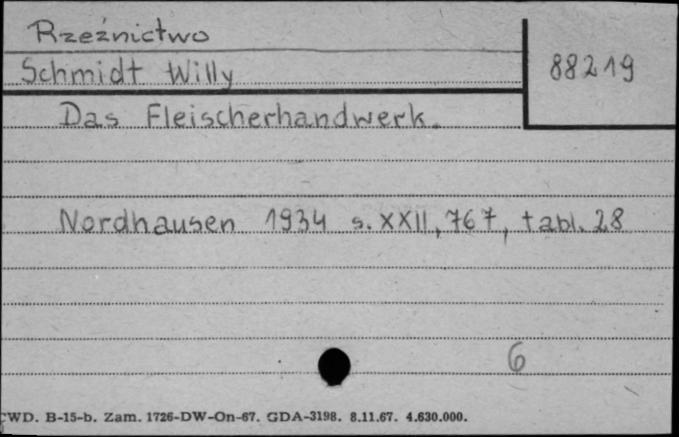 Rzeźnictwo
Schmidt Willy
88219
Das Fleischerhandwerk.
Nordhausen 1934 s. XXII, 767, tabl. 28
6
CWD. B-15-b. Zam. 1726-DW-On-67. GDA-3198. 8.11.67. 4.630.000.